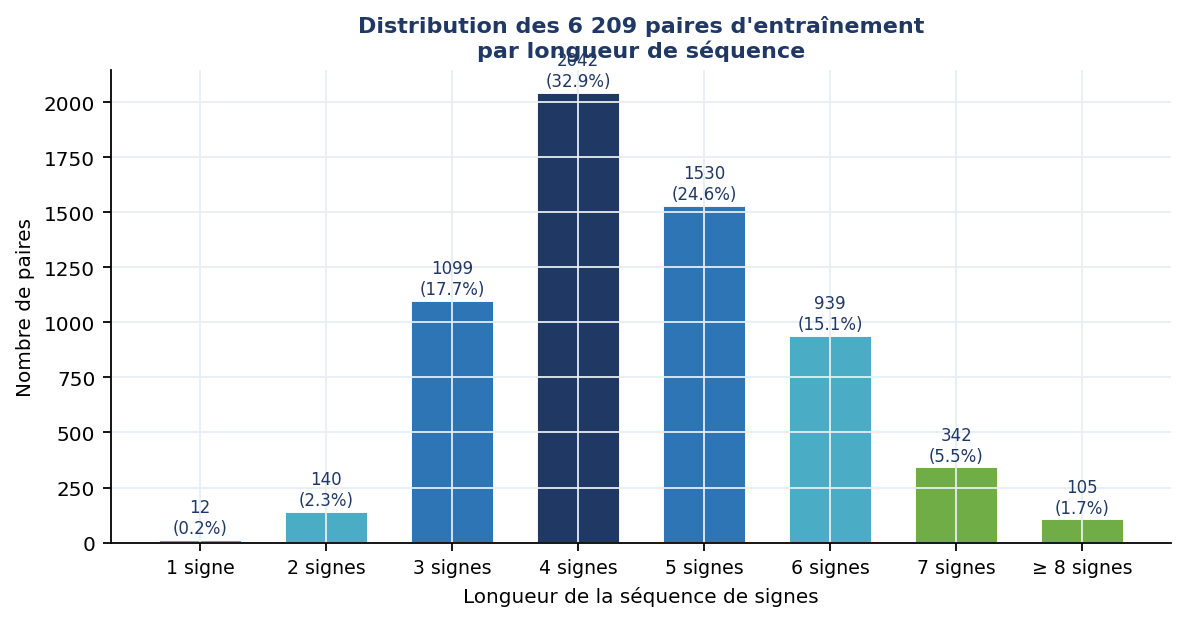 Distribution des 6 209 paires d'entraînement
par longueur de séquence
Nombre de paires
2000
1750
1500
1250
1000
750
500
250
0
12
(0.2%)
140
(2.3%)
1099
(17.7%)
2042
(32.9%)
1530
(24.6%)
939
(15.1%)
342
(5.5%)
105
(1.7%)
1 signe
2 signes
3 signes
4 signes
5 signes
6 signes
7 signes
≥ 8 signes
Longueur de la séquence de signes